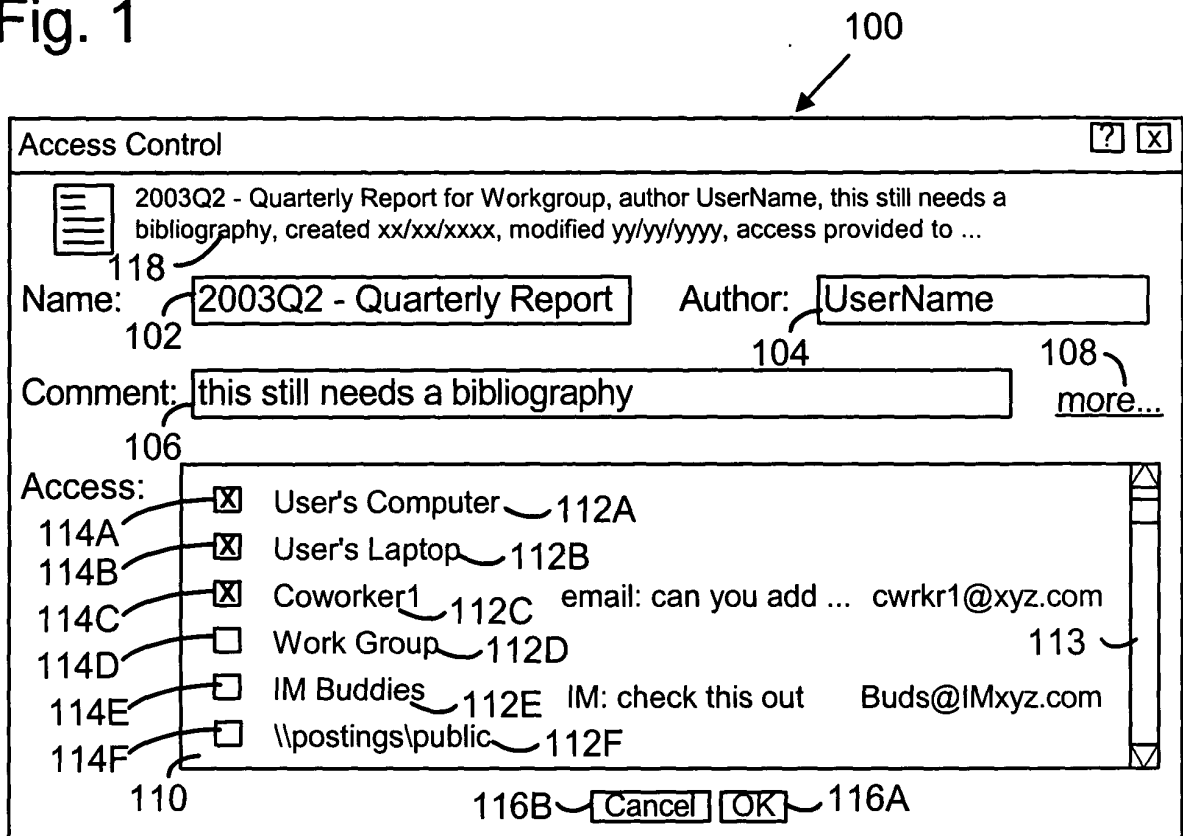 Fig. 1
100
Access Control ? X
2003Q2 - Quarterly Report for Workgroup, author UserName, this still needs a
bibliography, created xx/xx/xxxx, modified yy/yy/yyyy, access provided to ...
118
Name: 2003Q2 - Quarterly Report Author: UserName
102 104 108
Comment: this still needs a bibliography more...
106
Access:
X User's Computer 112A
114A
X User's Laptop 112B
114B
X Coworker1 112C email: can you add ... cwrkr1@xyz.com
114C
Work Group 112D 113
114D
IM Buddies 112E IM: check this out Buds@IMxyz.com
114E
\\postings\public 112F
114F
110 116B Cancel OK 116A